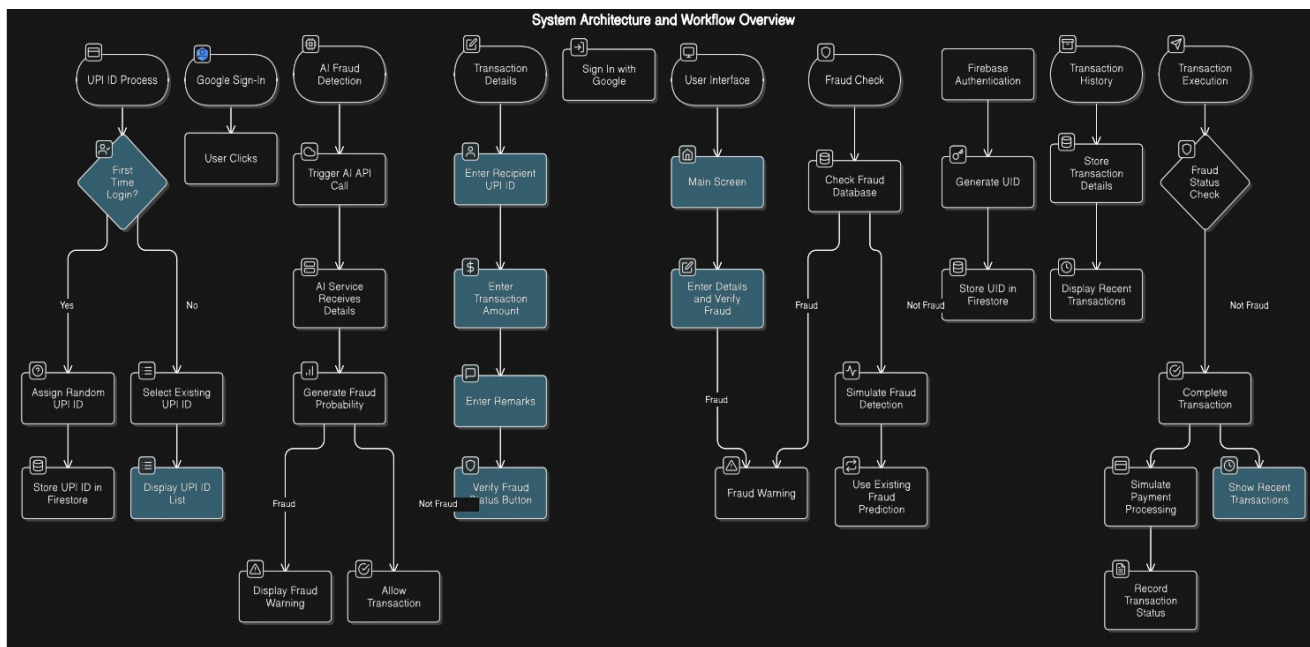 System Architecture and Workflow Overview
UPI ID Process
Google Sign-In
AI Fraud
Detection
Transaction
Details
Sign In with
Google
User Interface
Fraud Check
Firebase
Authentication
Transaction
History
Transaction
Execution
First
Time
Login?
User Clicks
Trigger AI API
Call
Enter Recipient
UPI ID
Main Screen
Check Fraud
Database
Generate UID
Store
Transaction
Details
Fraud
Status
Check
Yes
No
AI Service
Receives
Details
Enter
Transaction
Amount
Enter Details
and Verify
Fraud
Fraud
Not Fraud
Store UID in
Firestore
Display Recent
Transactions
Not Fraud
Assign Random
UPI ID
Select Existing
UPI ID
Generate Fraud
Probability
Enter Remarks
Fraud
Simulate Fraud
Detection
Complete
Transaction
Store UPI ID in
Firestore
Display UPI ID
List
Fraud
Not Fraud
Verify Fraud
Status Button
Fraud Warning
Use Existing
Fraud
Prediction
Simulate
Payment
Processing
Show Recent
Transactions
Display Fraud
Warning
Allow
Transaction
Record
Transaction
Status